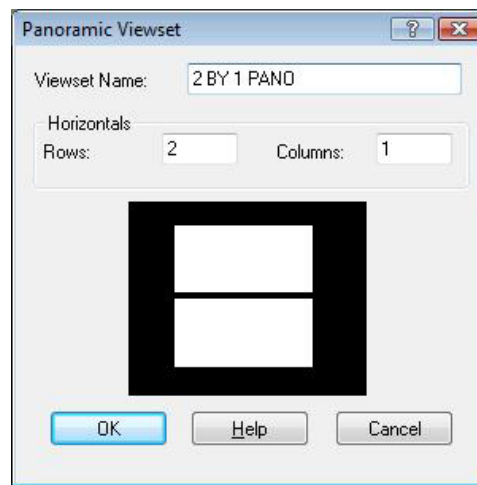 Panoramic Viewset
Viewset Name: 2 BY 1 PANO
Horizontals
Rows: 2 Columns: 1
OK Help Cancel